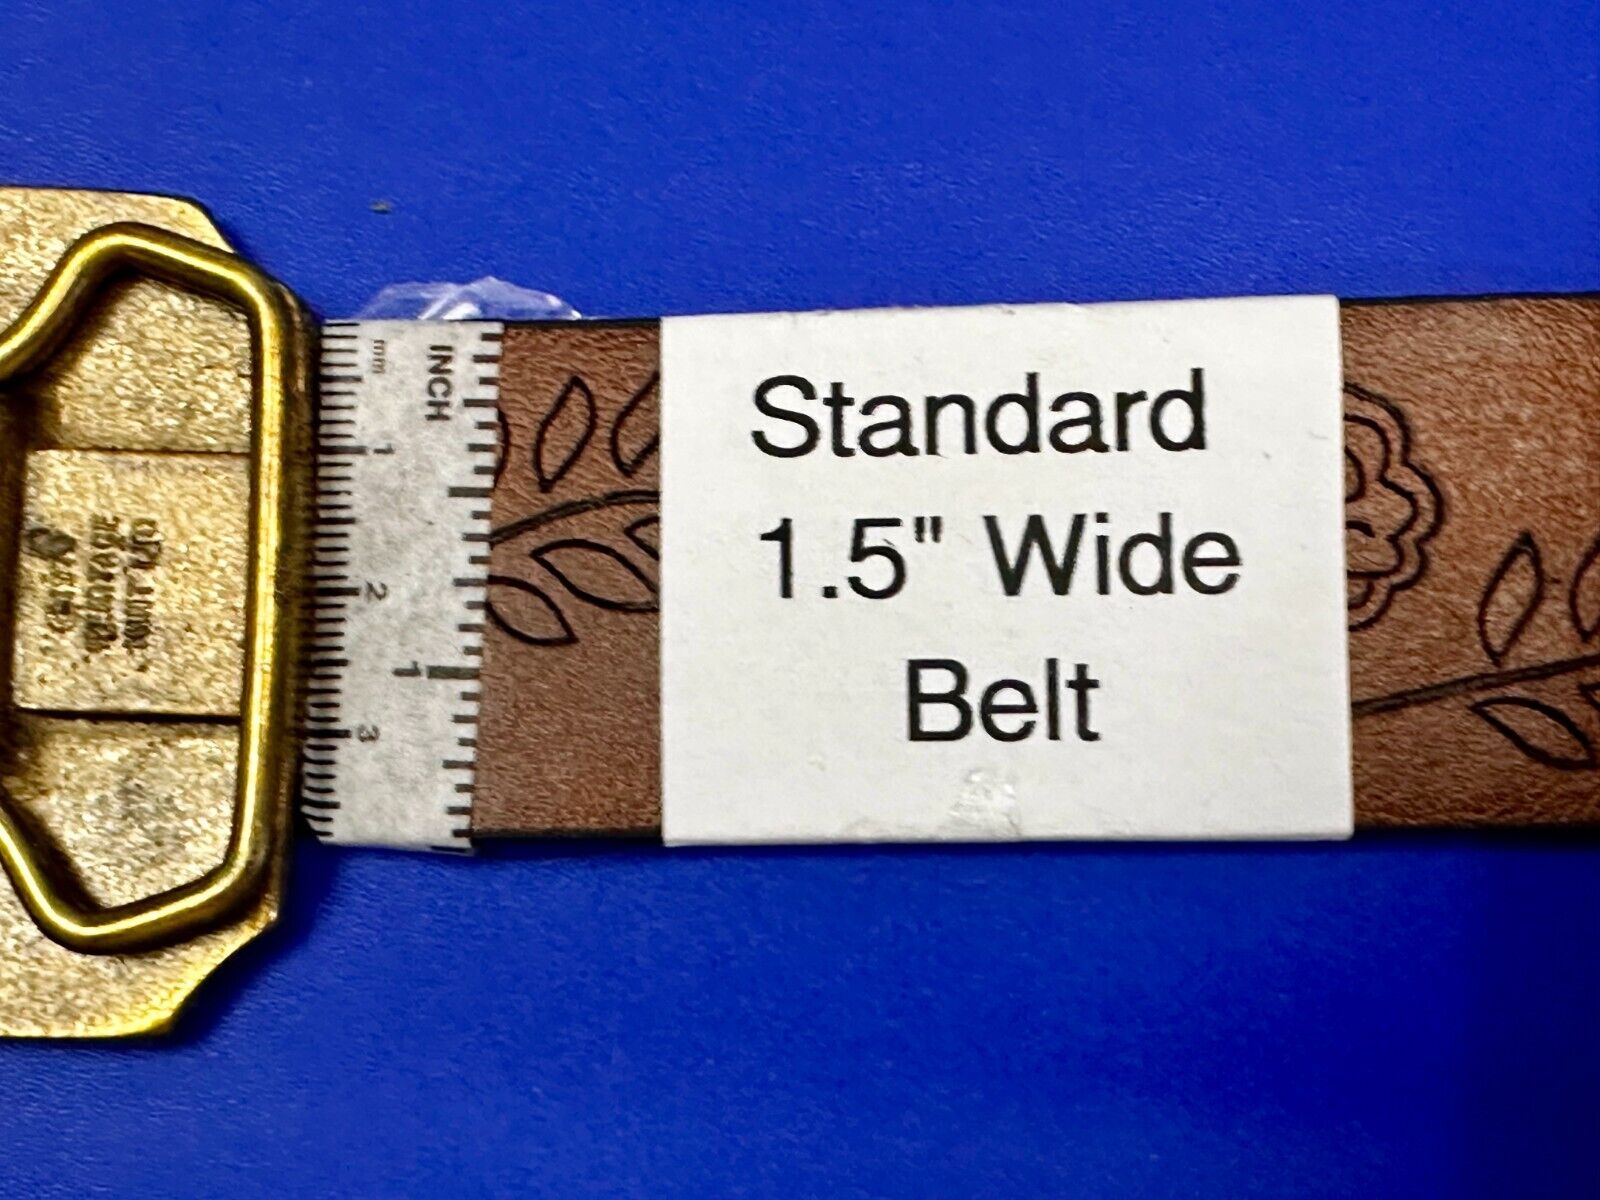 Standard
1.5" Wide
Belt
INCH
mm
1
2
3
1